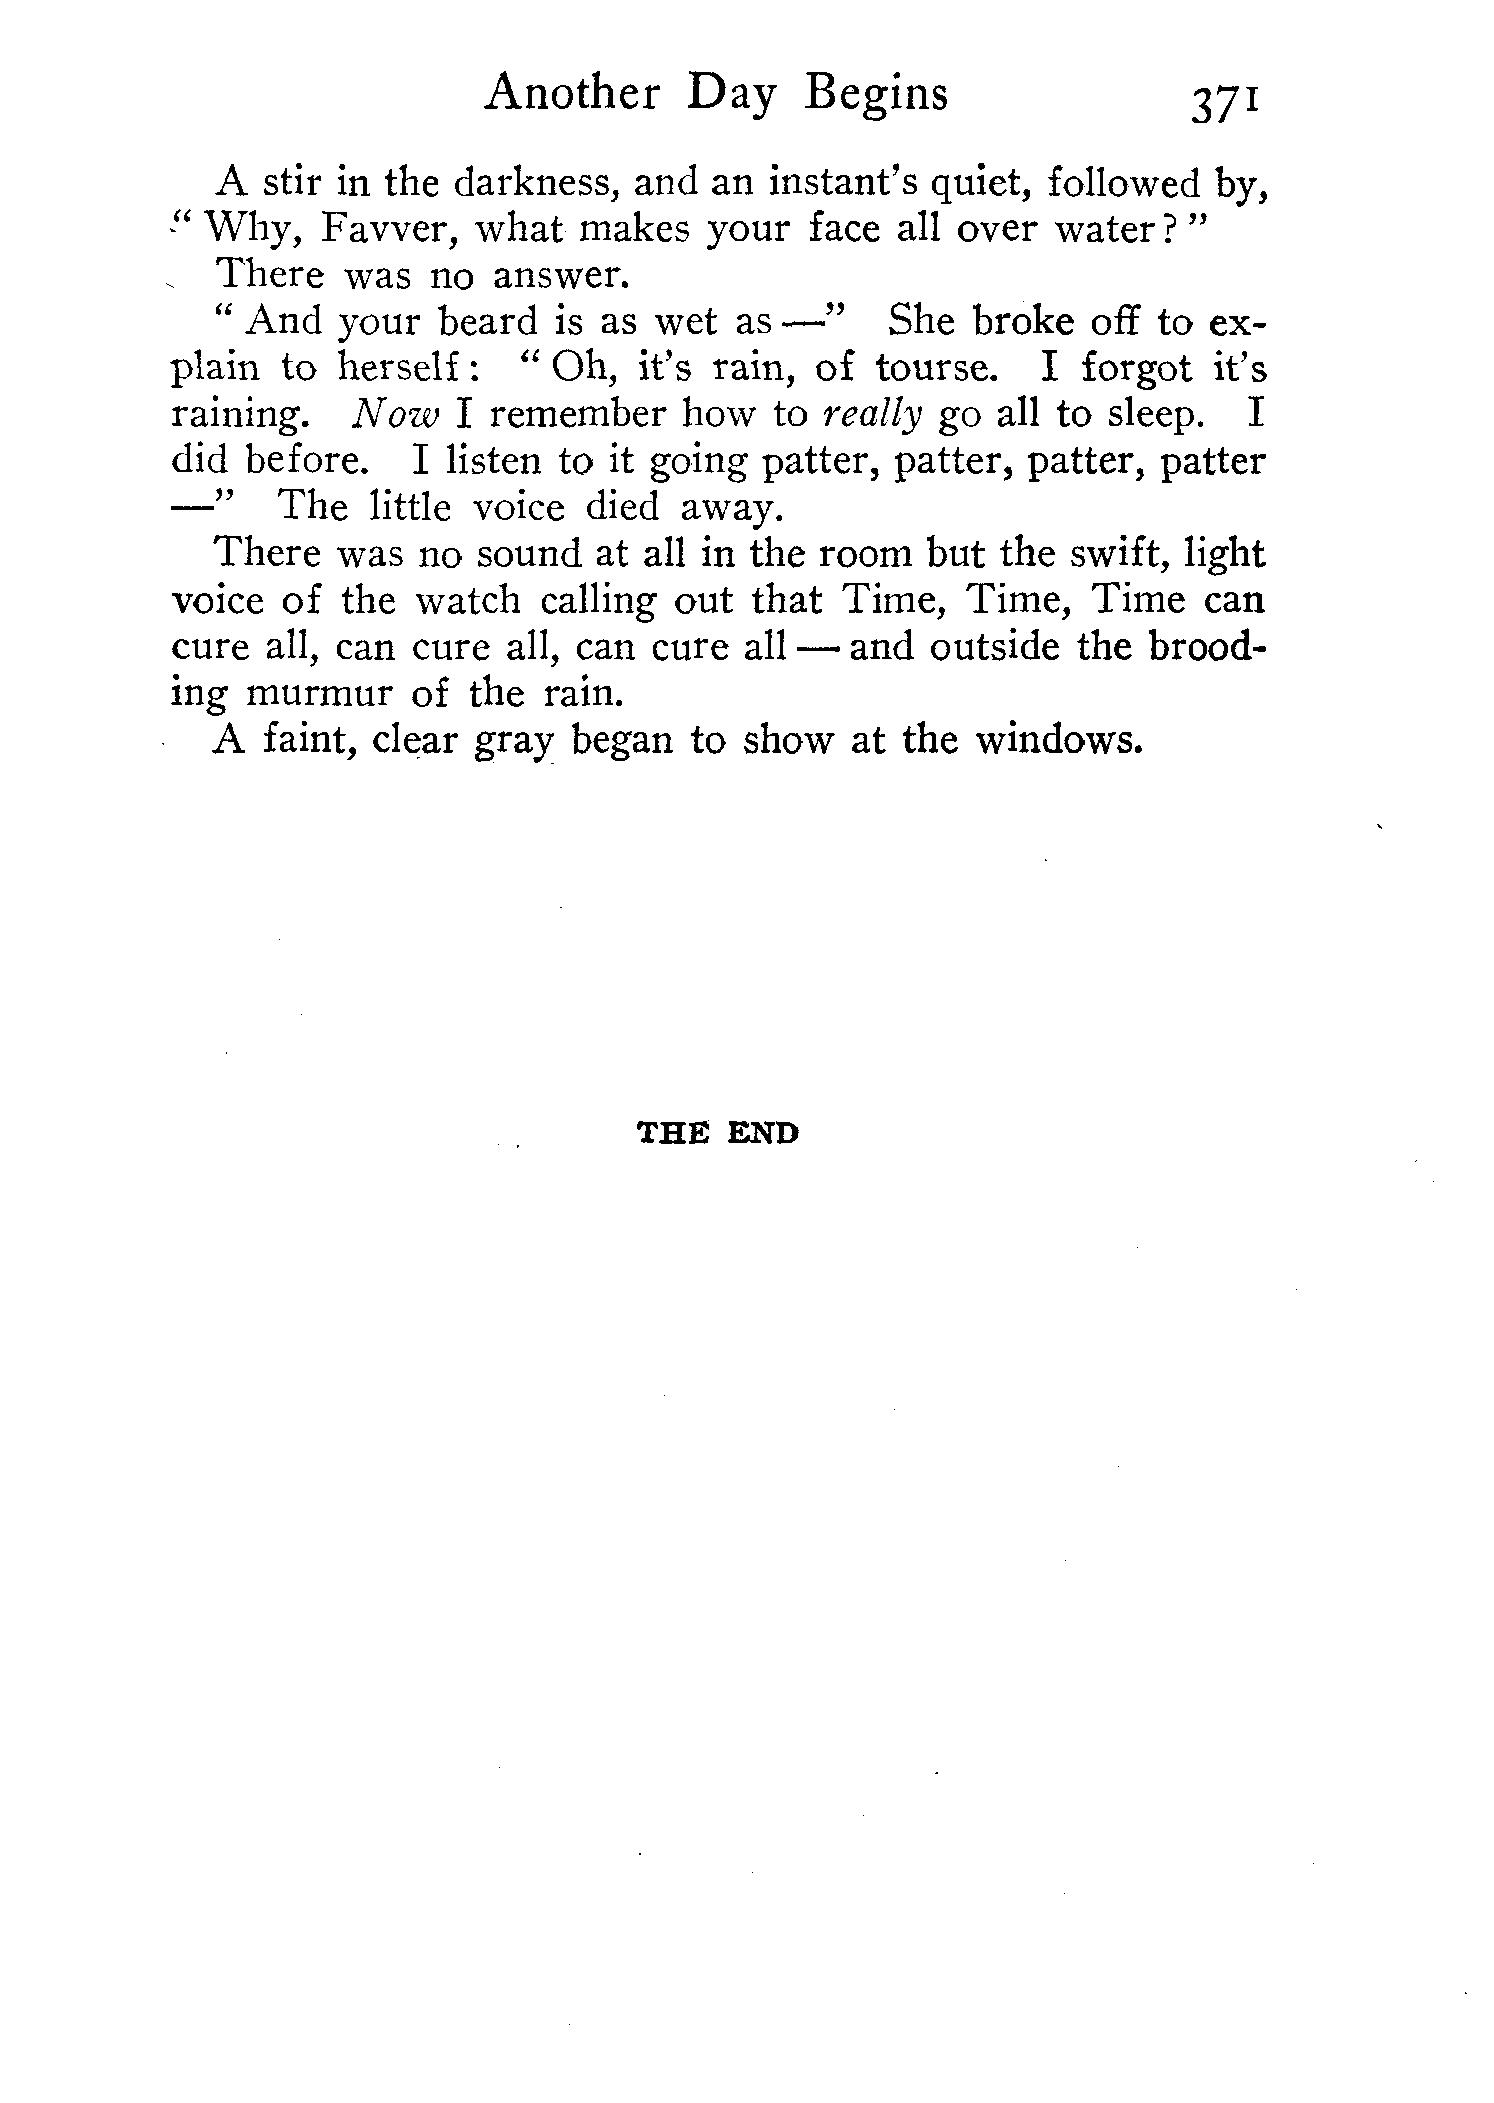 Another Day Begins 371
A stir in the darkness, and an instant's quiet, followed by,
“ Why, Favver, what makes your face all over water? ”
There was no answer.
“ And your beard is as wet as —” She broke off to ex-
plain to herself: “ Oh, it's rain, of tourse. I forgot it's
raining. Now I remember how to really go all to sleep. I
did before. I listen to it going patter, patter, patter, patter
—” The little voice died away.
There was no sound at all in the room but the swift, light
voice of the watch calling out that Time, Time, Time can
cure all, can cure all, can cure all — and outside the brood-
ing murmur of the rain.
A faint, clear gray began to show at the windows.
THE END